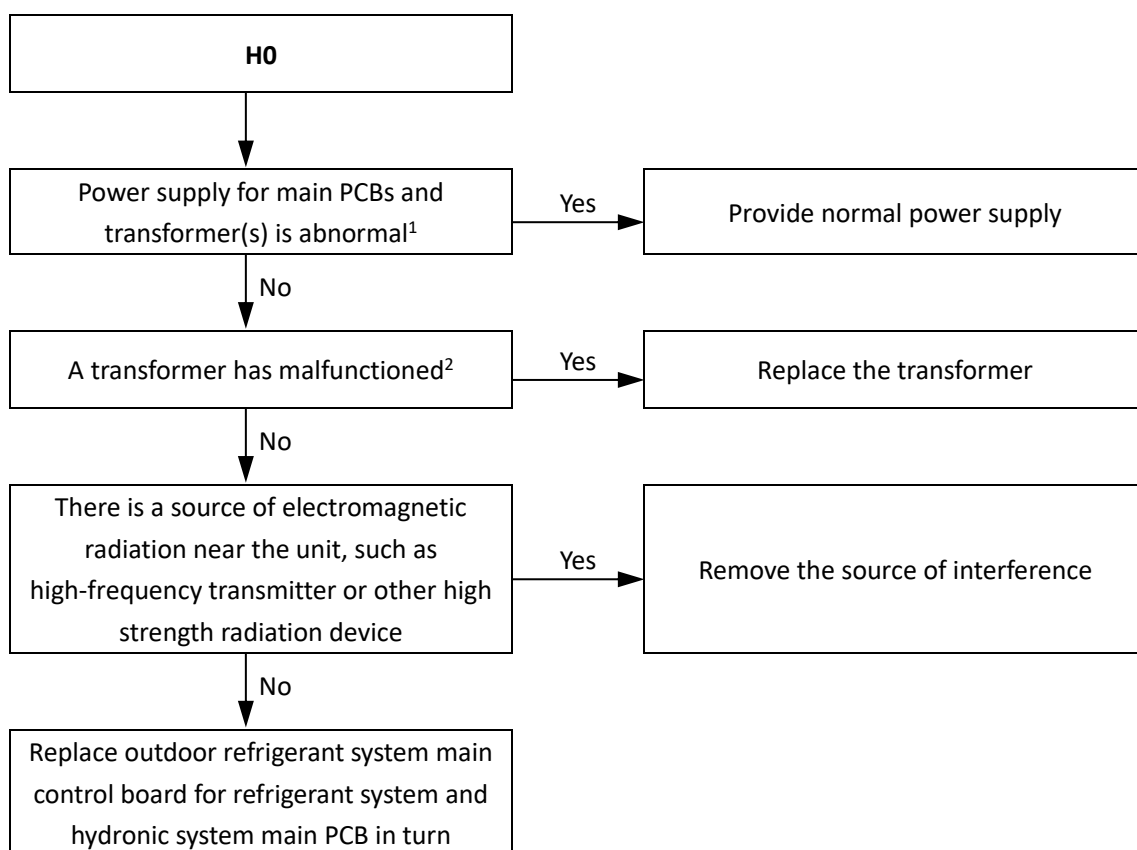 H0
Power supply for main PCBs and
transformer(s) is abnormal¹
Yes
Provide normal power supply
No
A transformer has malfunctioned²
Yes
Replace the transformer
No
There is a source of electromagnetic
radiation near the unit, such as
high-frequency transmitter or other high
strength radiation device
Yes
Remove the source of interference
No
Replace outdoor refrigerant system main
control board for refrigerant system and
hydronic system main PCB in turn